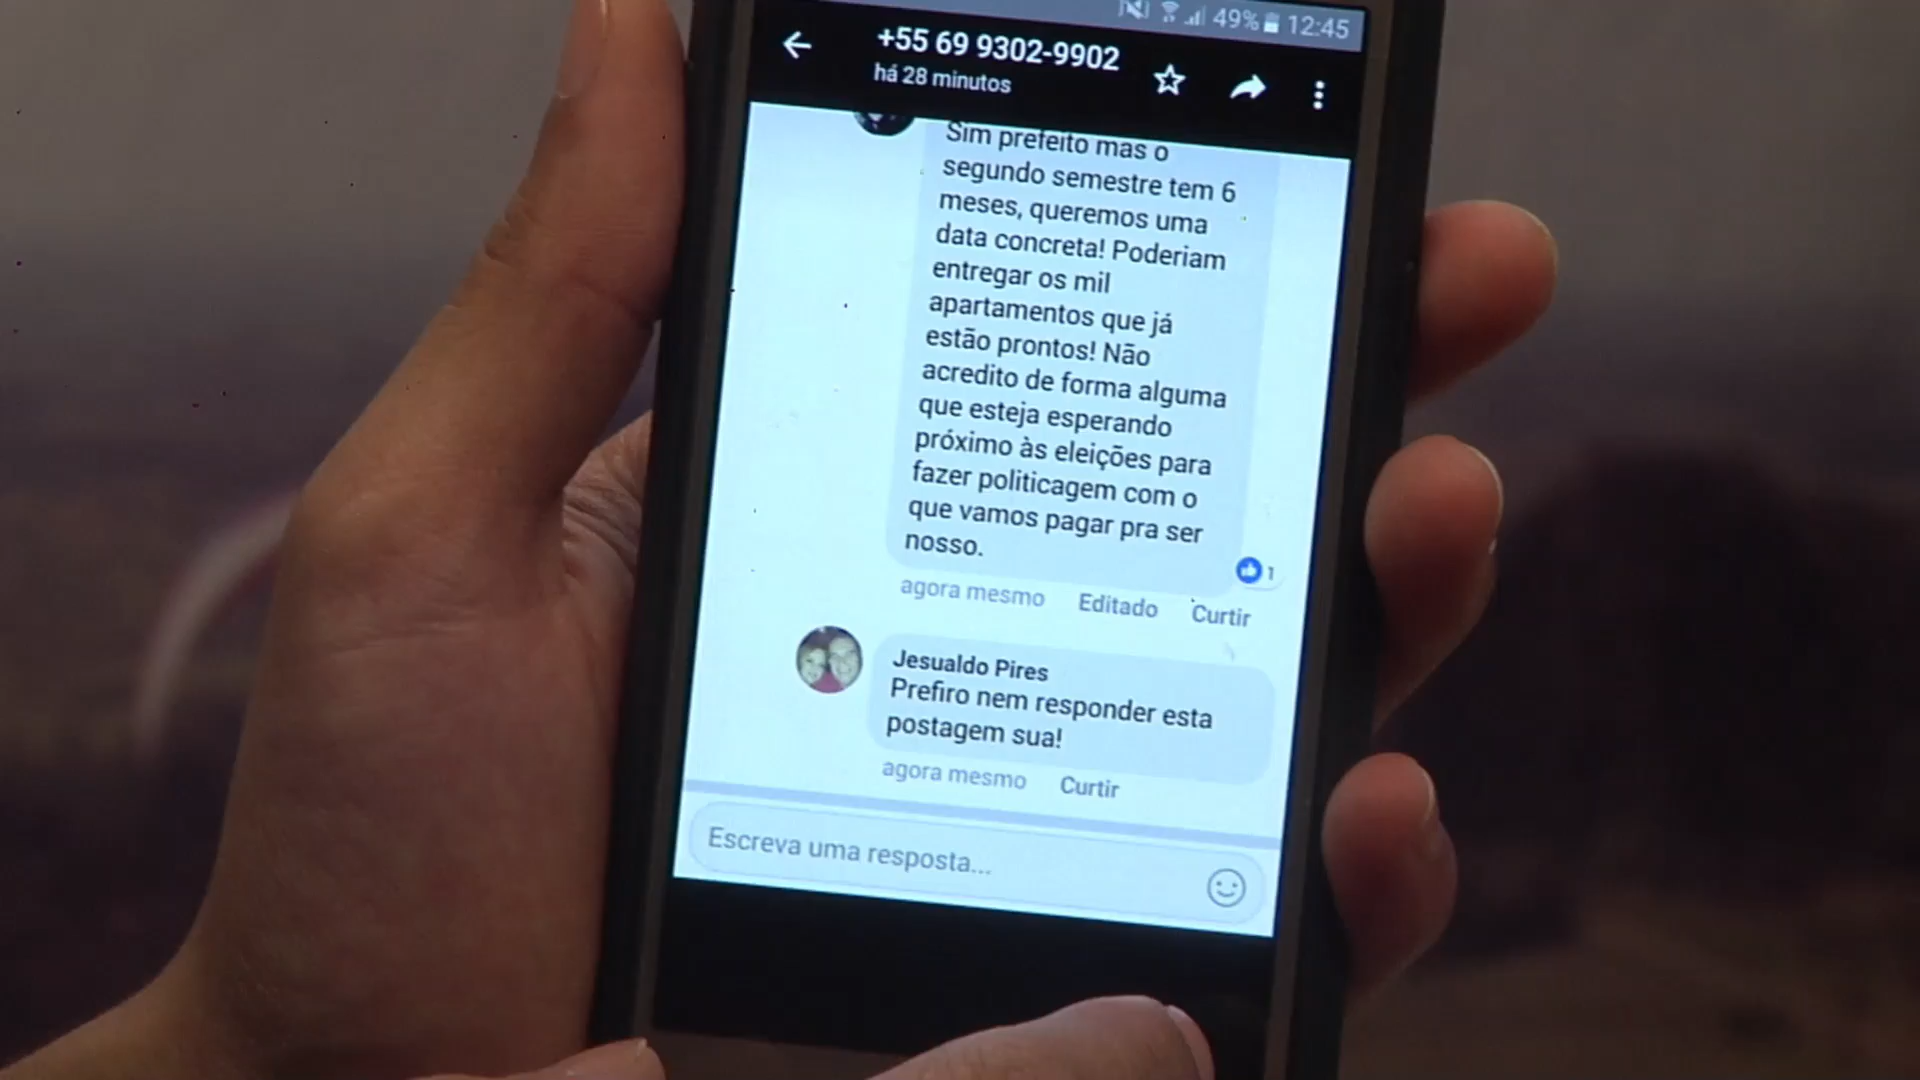 49% 12:45
+55 69 9302-9902
há 28 minutos
Sim prefeito mas o
segundo semestre tem 6
meses, queremos uma
data concreta! Poderiam
entregar os mil
apartamentos que já
estão prontos! Não
acredito de forma alguma
que esteja esperando
próximo às eleições para
fazer politicagem com o
que vamos pagar pra ser
nosso.
1
agora mesmo Editado Curtir
Jesualdo Pires
Prefiro nem responder esta
postagem sua!
agora mesmo Curtir
Escreva uma resposta...